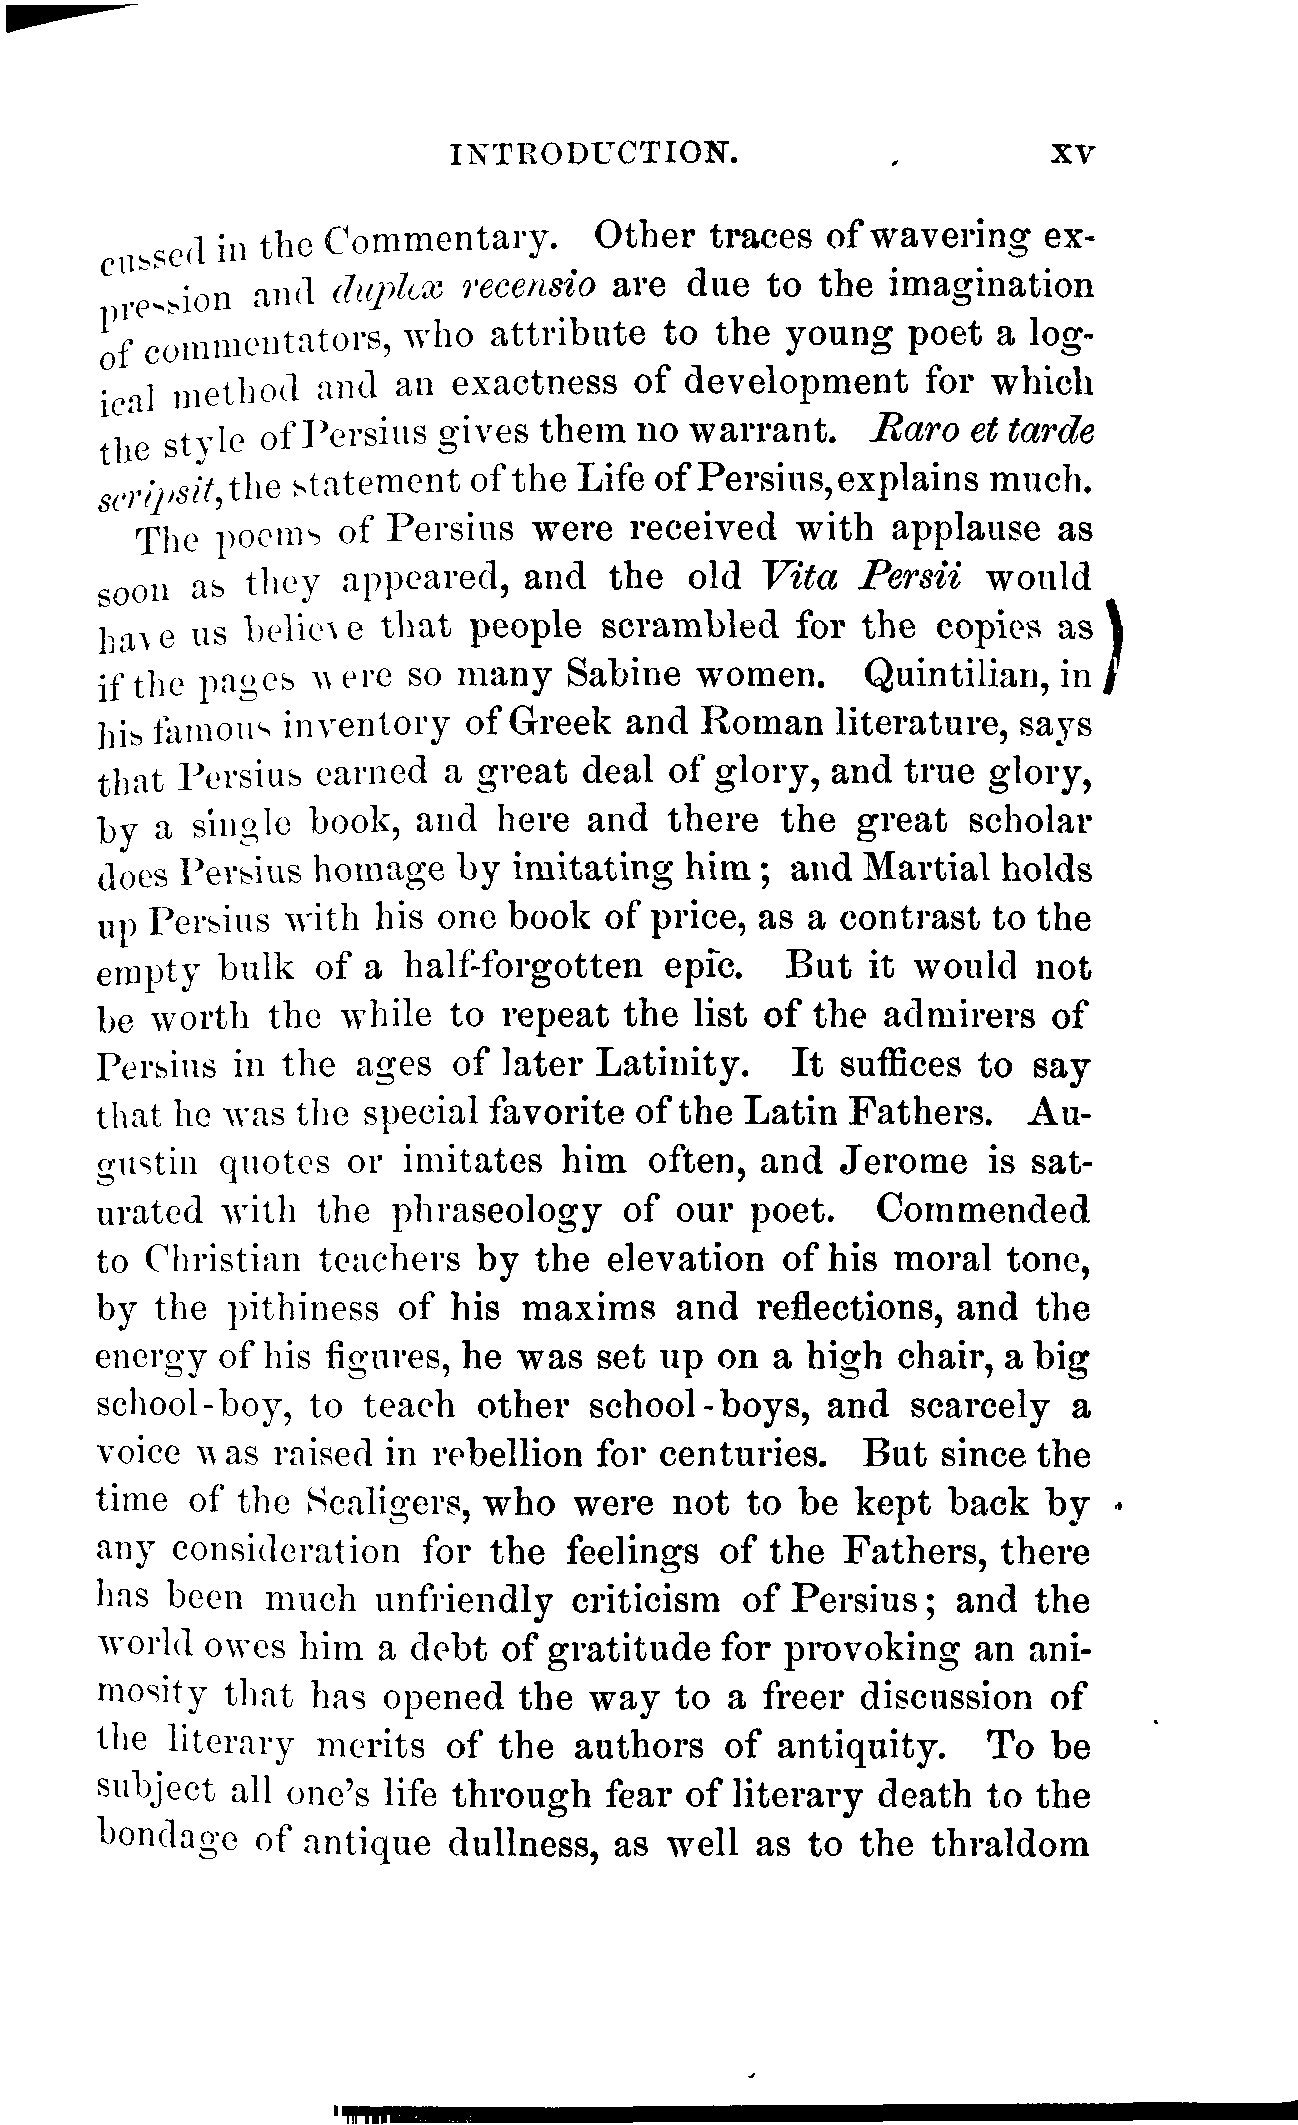 INTRODUCTION. XV
cussed in the Commentary. Other traces of wavering ex-
pression and duplex recensio are due to the imagination
of commentators, who attribute to the young poet a log-
ical method and an exactness of development for which
the style of Persius gives them no warrant. Raro et tarde
scripsit, the statement of the Life of Persius, explains much.
The poems of Persius were received with applause as
soon as they appeared, and the old Vita Persii would
have us believe that people scrambled for the copies as
if the pages were so many Sabine women. Quintilian, in
his famous inventory of Greek and Roman literature, says
that Persius earned a great deal of glory, and true glory,
by a single book, and here and there the great scholar
does Persius homage by imitating him; and Martial holds
up Persius with his one book of price, as a contrast to the
empty bulk of a half-forgotten epic. But it would not
be worth the while to repeat the list of the admirers of
Persius in the ages of later Latinity. It suffices to say
that he was the special favorite of the Latin Fathers. Au-
gustin quotes or imitates him often, and Jerome is sat-
urated with the phraseology of our poet. Commended
to Christian teachers by the elevation of his moral tone,
by the pithiness of his maxims and reflections, and the
energy of his figures, he was set up on a high chair, a big
school-boy, to teach other school-boys, and scarcely a
voice was raised in rebellion for centuries. But since the
time of the Scaligers, who were not to be kept back by
any consideration for the feelings of the Fathers, there
has been much unfriendly criticism of Persius; and the
world owes him a debt of gratitude for provoking an ani-
mosity that has opened the way to a freer discussion of
the literary merits of the authors of antiquity. To be
subject all one's life through fear of literary death to the
bondage of antique dullness, as well as to the thraldom